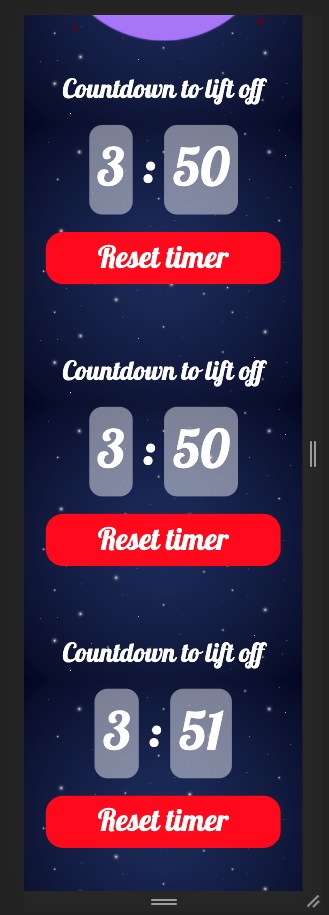 Countdown to lift off
3 : 50
Reset timer
Countdown to lift off
3 : 50
Reset timer
Countdown to lift off
3 : 51
Reset timer